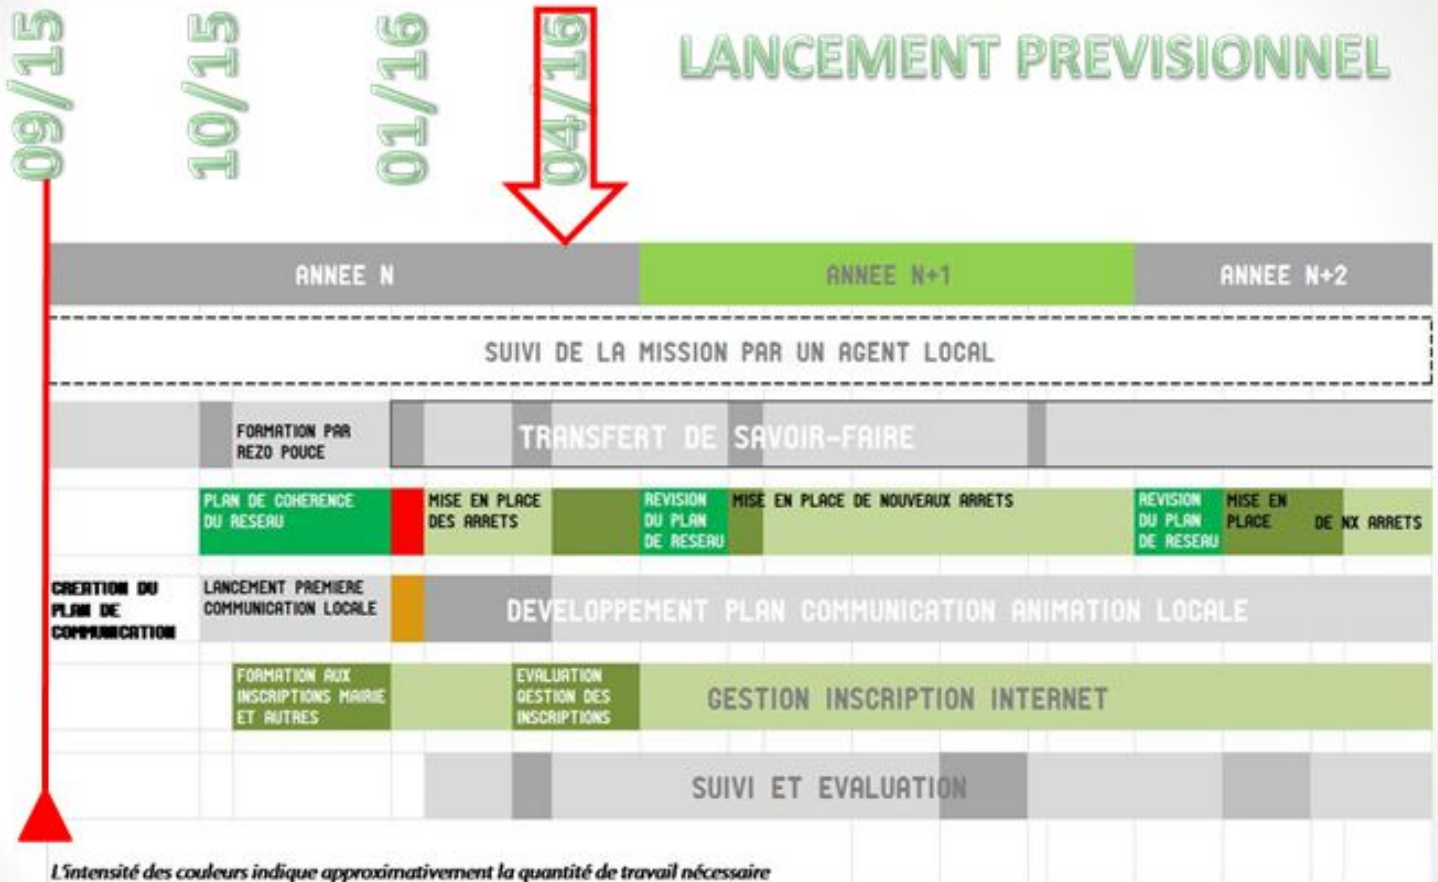 09/15
10/15
01/16
04/16
LANCEMENT PREVISIONNEL
ANNEE N
ANNEE N+1
ANNEE N+2
SUIVI DE LA MISSION PAR UN AGENT LOCAL
FORMATION PAR
REZO POUCE
TRANSFERT DE SAVOIR-FAIRE
PLAN DE COHERENCE
DU RESEAU
MISE EN PLACE
DES ARRETS
REVISION
DU PLAN
DE RESEAU
MISE EN PLACE DE NOUVEAUX ARRETS
REVISION
DU PLAN
DE RESEAU
MISE EN
PLACE
DE NX ARRETS
CREATION DU
PLAN DE
COMMUNICATION
LANCEMENT PREMIERE
COMMUNICATION LOCALE
DEVELOPPEMENT PLAN COMMUNICATION ANIMATION LOCALE
FORMATION AUX
INSCRIPTIONS MAIRIE
ET AUTRES
EVALUATION
GESTION DES
INSCRIPTIONS
GESTION INSCRIPTION INTERNET
SUIVI ET EVALUATION
L'intensité des couleurs indique approximativement la quantité de travail nécessaire